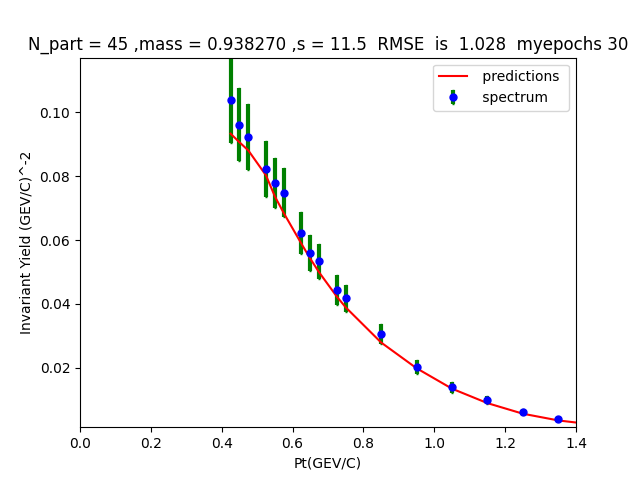 N_part = 45 ,mass = 0.938270 ,s = 11.5  RMSE  is  1.028  myepochs 30
predictions
spectrum
0.10
0.08
0.06
0.04
0.02
Invariant Yield (GEV/C)^-2
0.0 0.2 0.4 0.6 0.8 1.0 1.2 1.4
Pt(GEV/C)